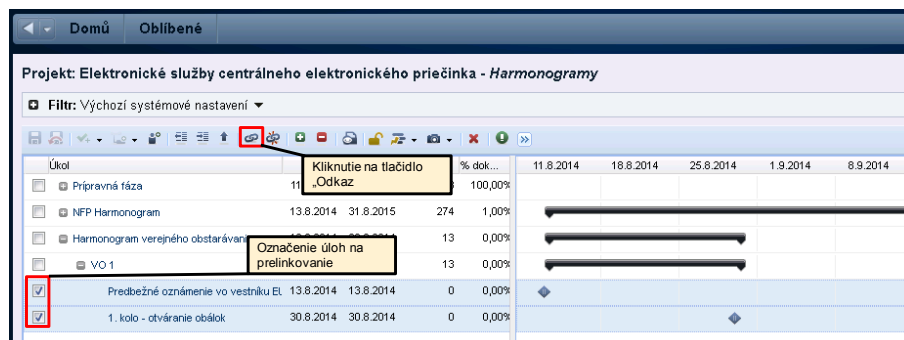 Domů Oblíbené
Projekt: Elektronické služby centrálneho elektronického priečinka - Harmonogramy
Filtr: Výchozí systémové nastavení
Kliknutie na tlačidlo
„Odkaz
Úkol % dok... 11.8.2014 18.8.2014 25.8.2014 1.9.2014 8.9.2014
Prípravná fáza 100,00%
NFP Harmonogram 13.8.2014 31.8.2015 274 1,00%
Harmonogram verejného obstarávani 13 0,00%
Označenie úloh na
prelinkovanie
VO 1 13 0,00%
Predbežné oznámenie vo vestníku EÚ 13.8.2014 13.8.2014 0 0,00%
1. kolo - otváranie obálok 30.8.2014 30.8.2014 0 0,00%